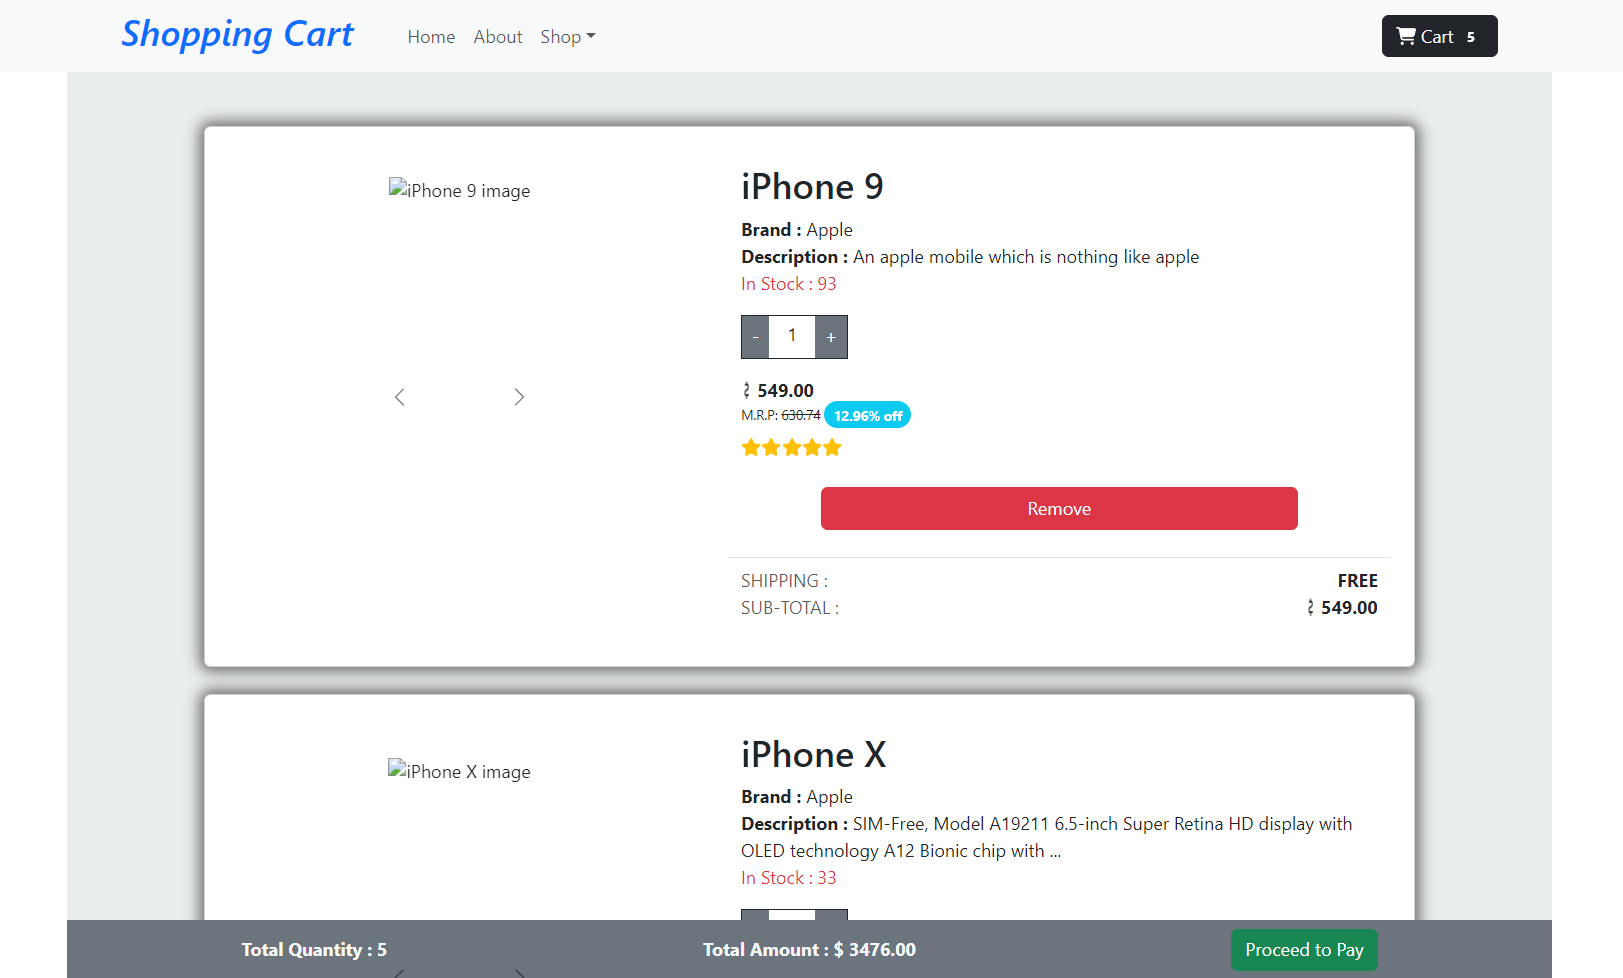 Shopping Cart
Home
About
Shop
Cart 5
iPhone 9 image
iPhone 9
Brand : Apple
Description : An apple mobile which is nothing like apple
In Stock : 93
- 1 +
549.00
M.R.P: 630.74 12.96% off
Remove
SHIPPING : FREE
SUB-TOTAL : 549.00
iPhone X image
iPhone X
Brand : Apple
Description : SIM-Free, Model A19211 6.5-inch Super Retina HD display with
OLED technology A12 Bionic chip with ...
In Stock : 33
Total Quantity : 5
Total Amount : $ 3476.00
Proceed to Pay